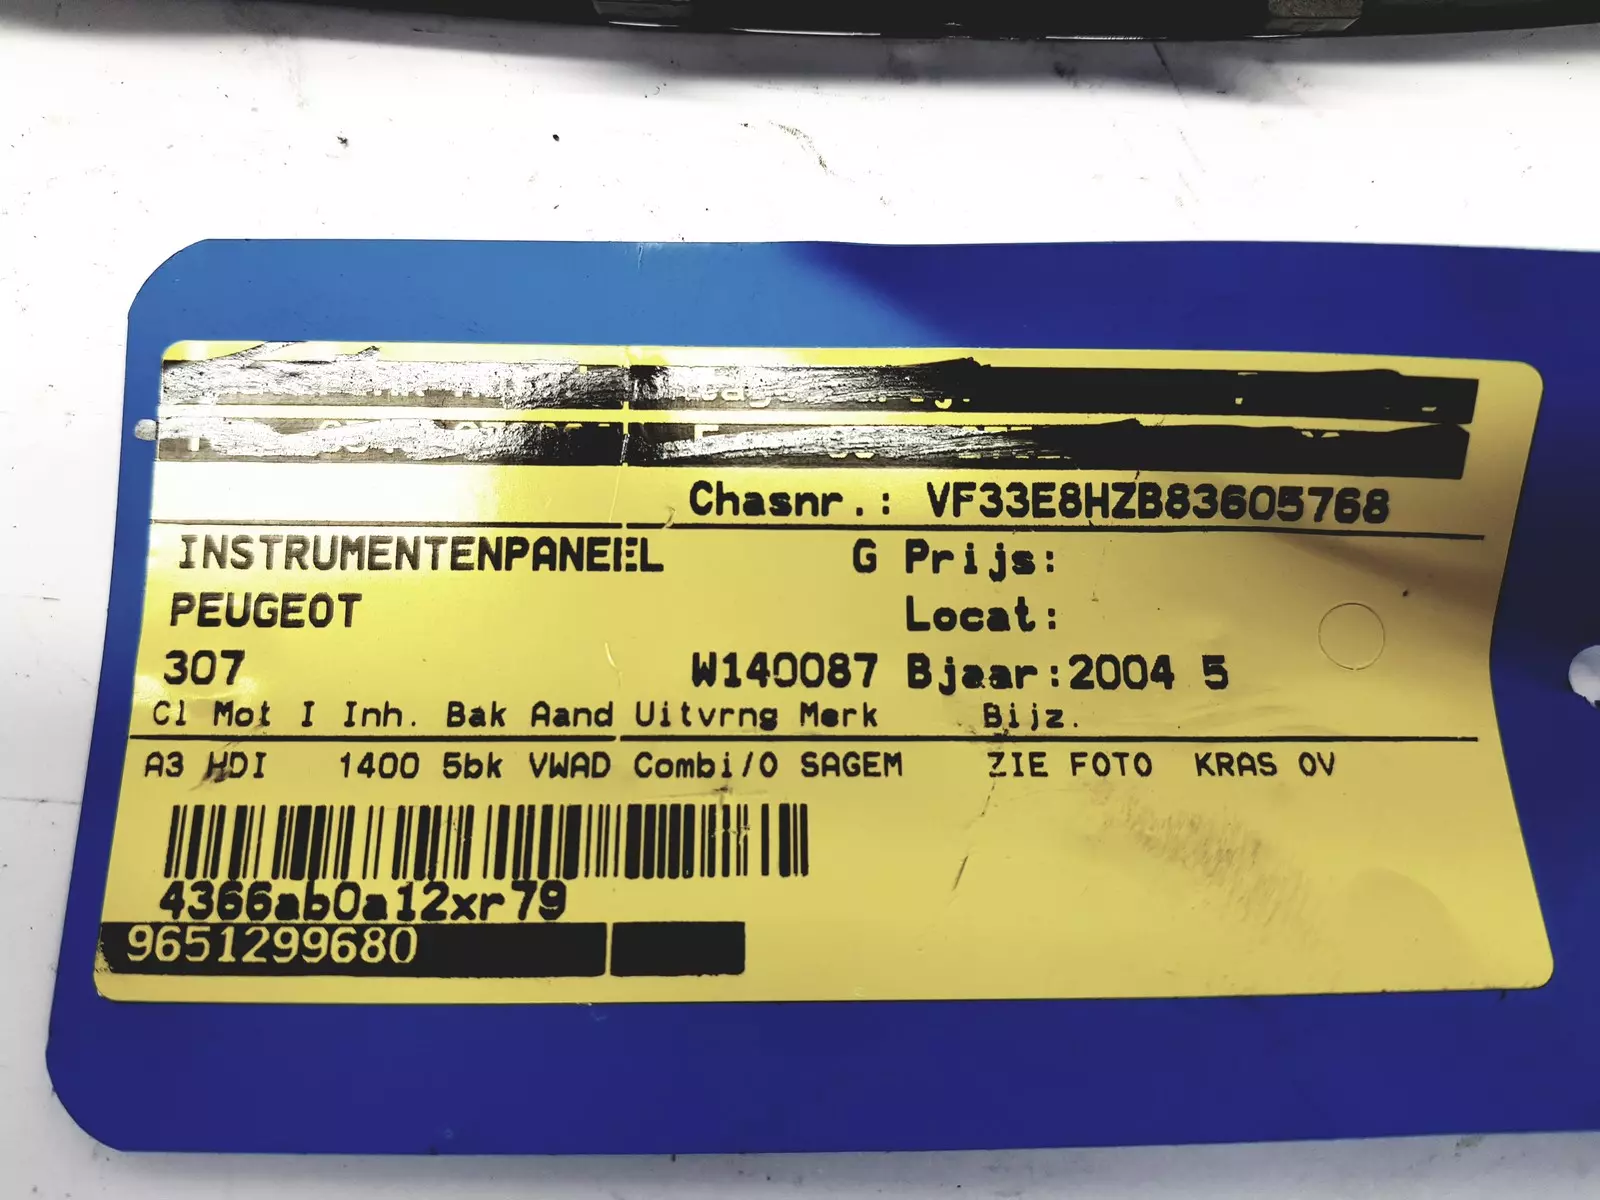 Chasnr.: VF33E8HZB83605768
INSTRUMENTENPANEEL G Prijs:
PEUGEOT Locat:
307 W140087 Bjaar:2004 5
Cl Mot I Inh. Bak Aand Uitvrng Merk Bijz.
A3 HDI 1400 5bk VWAD Combi/O SAGEM ZIE FOTO KRAS OV
4366ab0a12xr79
9651299680